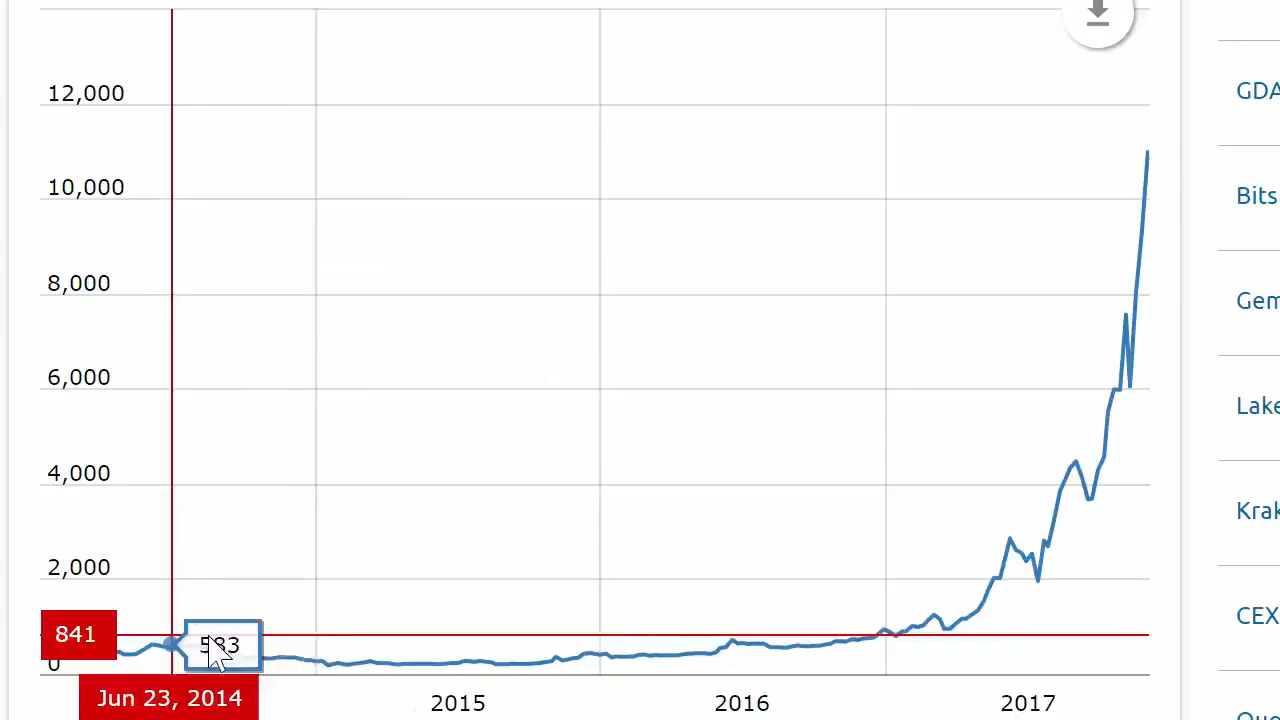 12,000
10,000
8,000
6,000
4,000
2,000
841
0
583
Jun 23, 2014
2015
2016
2017
GDA
Bits
Gem
Lake
Krak
CEX